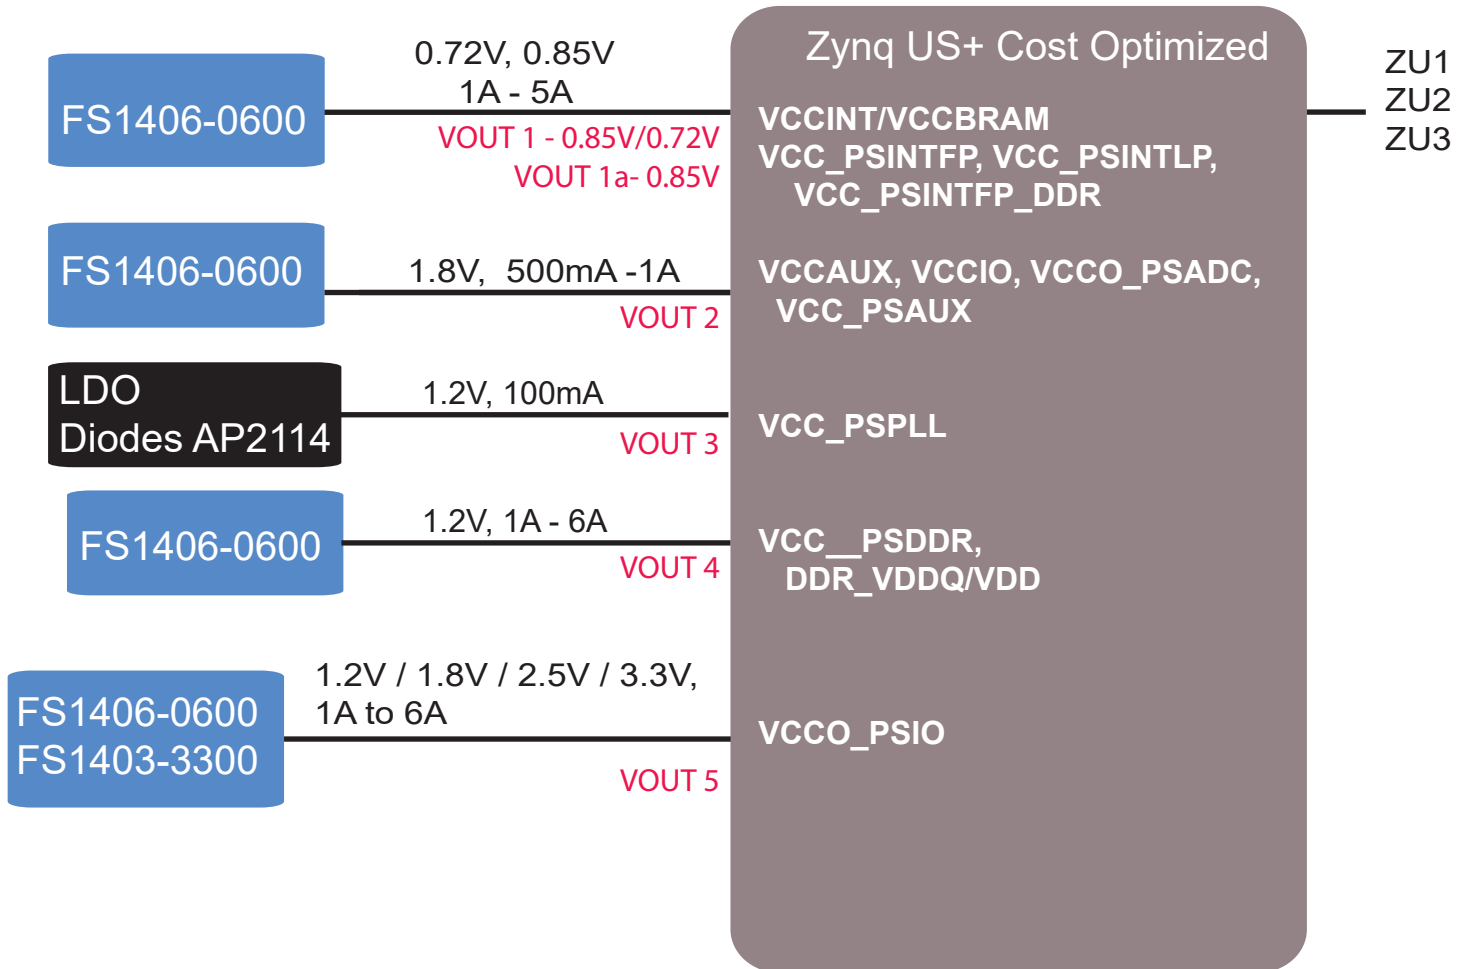 Zynq US+ Cost Optimized
ZU1
ZU2
ZU3
FS1406-0600
0.72V, 0.85V
1A - 5A
VOUT 1 - 0.85V/0.72V
VOUT 1a- 0.85V
VCCINT/VCCBRAM
VCC_PSINTFP, VCC_PSINTLP,
VCC_PSINTFP_DDR
FS1406-0600
1.8V, 500mA -1A
VOUT 2
VCCAUX, VCCIO, VCCO_PSADC,
VCC_PSAUX
LDO
Diodes AP2114
1.2V, 100mA
VOUT 3
VCC_PSPLL
FS1406-0600
1.2V, 1A - 6A
VOUT 4
VCC__PSDDR,
DDR_VDDQ/VDD
FS1406-0600
FS1403-3300
1.2V / 1.8V / 2.5V / 3.3V,
1A to 6A
VOUT 5
VCCO_PSIO